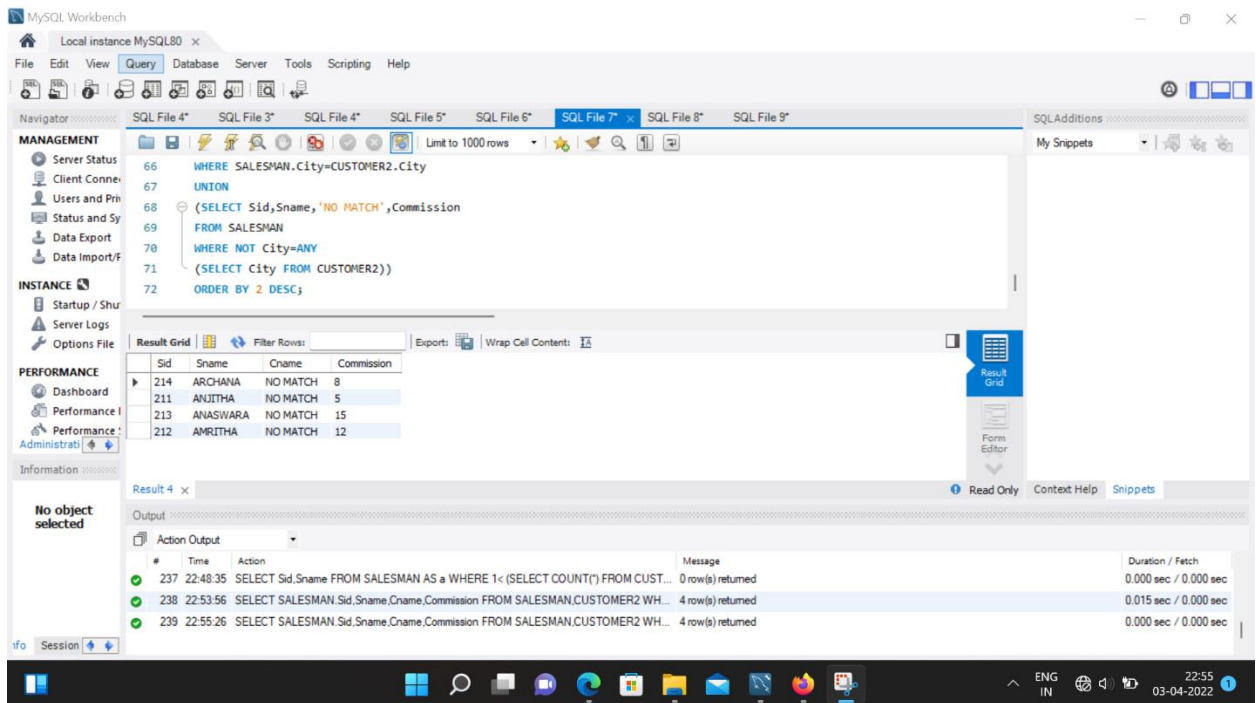 MySQL Workbench
Local instance MySQL80
File Edit View Query Database Server Tools Scripting Help
Navigator
SQL File 4* SQL File 3* SQL File 4* SQL File 5* SQL File 6* SQL File 7* SQL File 8* SQL File 9*
SQLAdditions
MANAGEMENT
Server Status
Client Conne
Users and Pri
Status and Sy
Data Export
Data Import/F
INSTANCE
Startup / Shu
Server Logs
Options File
PERFORMANCE
Dashboard
Performance
Performance
Administrati
Information
No object
selected
nfo Session
Limit to 1000 rows
My Snippets
66 WHERE SALESMAN.City=CUSTOMER2.City
67 UNION
68 (SELECT Sid,Sname,'NO MATCH',Commission
69 FROM SALESMAN
70 WHERE NOT City=ANY
71 (SELECT City FROM CUSTOMER2))
72 ORDER BY 2 DESC;
Result Grid Filter Rows: Export: Wrap Cell Content:
Sid Sname Cname Commission
214 ARCHANA NO MATCH 8
211 ANJITHA NO MATCH 5
213 ANASWARA NO MATCH 15
212 AMRITHA NO MATCH 12
Result
Grid
Form
Editor
Result 4 Read Only Context Help Snippets
Output
Action Output
# Time Action Message Duration / Fetch
237 22:48:35 SELECT Sid,Sname FROM SALESMAN AS a WHERE 1< (SELECT COUNT(*) FROM CUST... 0 row(s) returned 0.000 sec / 0.000 sec
238 22:53:56 SELECT SALESMAN.Sid,Sname,Cname,Commission FROM SALESMAN,CUSTOMER2 WH... 4 row(s) returned 0.015 sec / 0.000 sec
239 22:55:26 SELECT SALESMAN.Sid,Sname,Cname,Commission FROM SALESMAN,CUSTOMER2 WH... 4 row(s) returned 0.000 sec / 0.000 sec
ENG
IN
22:55
03-04-2022
1